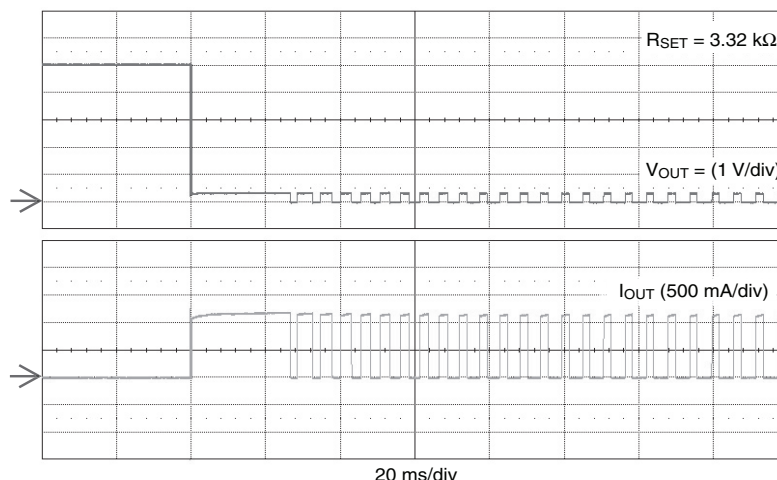 RSET = 3.32 kΩ
VOUT = (1 V/div)
IOUT (500 mA/div)
20 ms/div